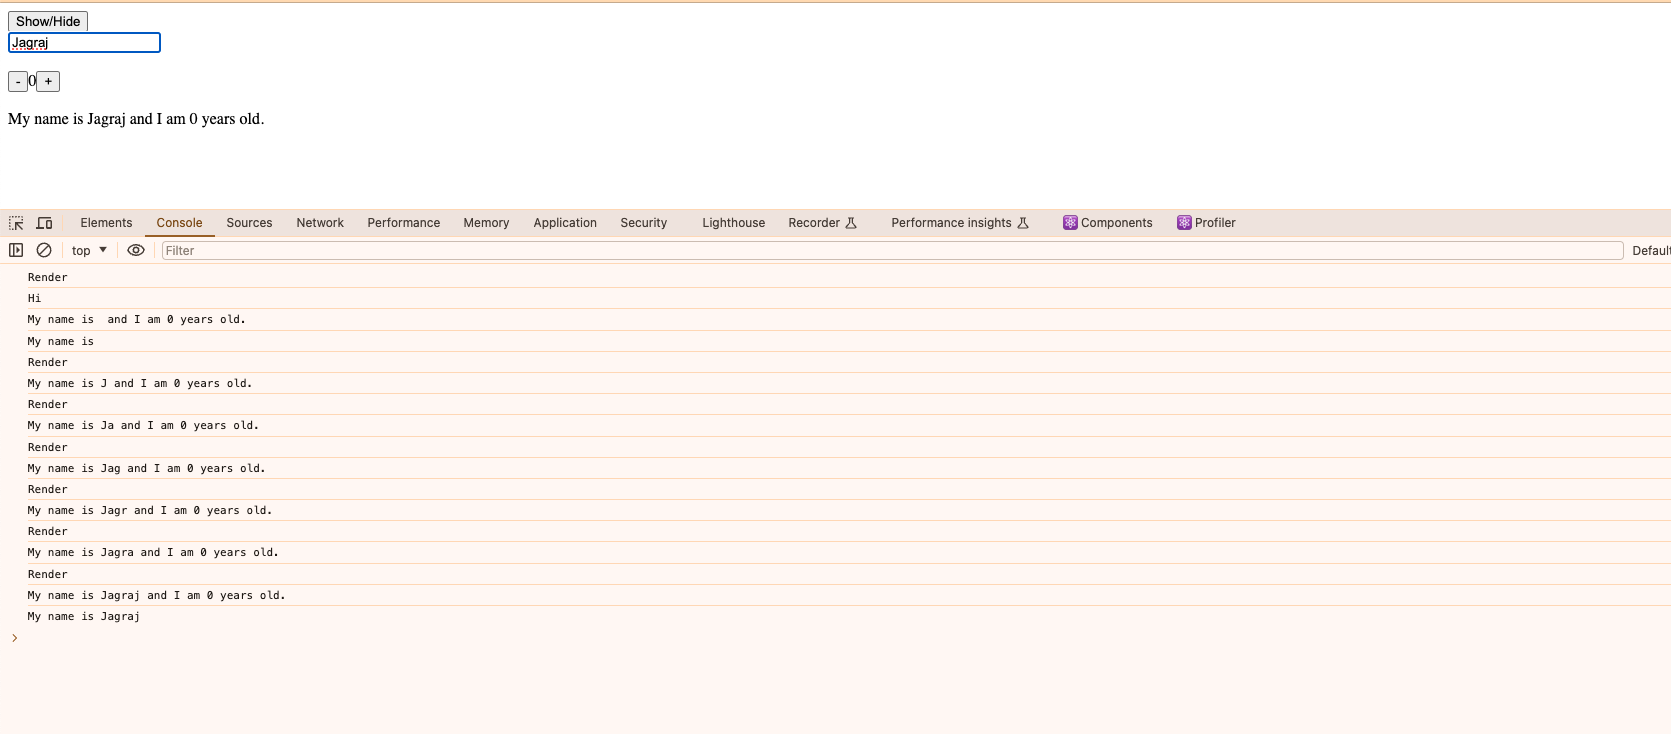 Show/Hide
Jagraj
- 0 +
My name is Jagraj and I am 0 years old.
Elements Console Sources Network Performance Memory Application Security Lighthouse Recorder Performance insights Components Profiler
top Filter Default
Render
Hi
My name is  and I am 0 years old.
My name is
Render
My name is J and I am 0 years old.
Render
My name is Ja and I am 0 years old.
Render
My name is Jag and I am 0 years old.
Render
My name is Jagr and I am 0 years old.
Render
My name is Jagra and I am 0 years old.
Render
My name is Jagraj and I am 0 years old.
My name is Jagraj